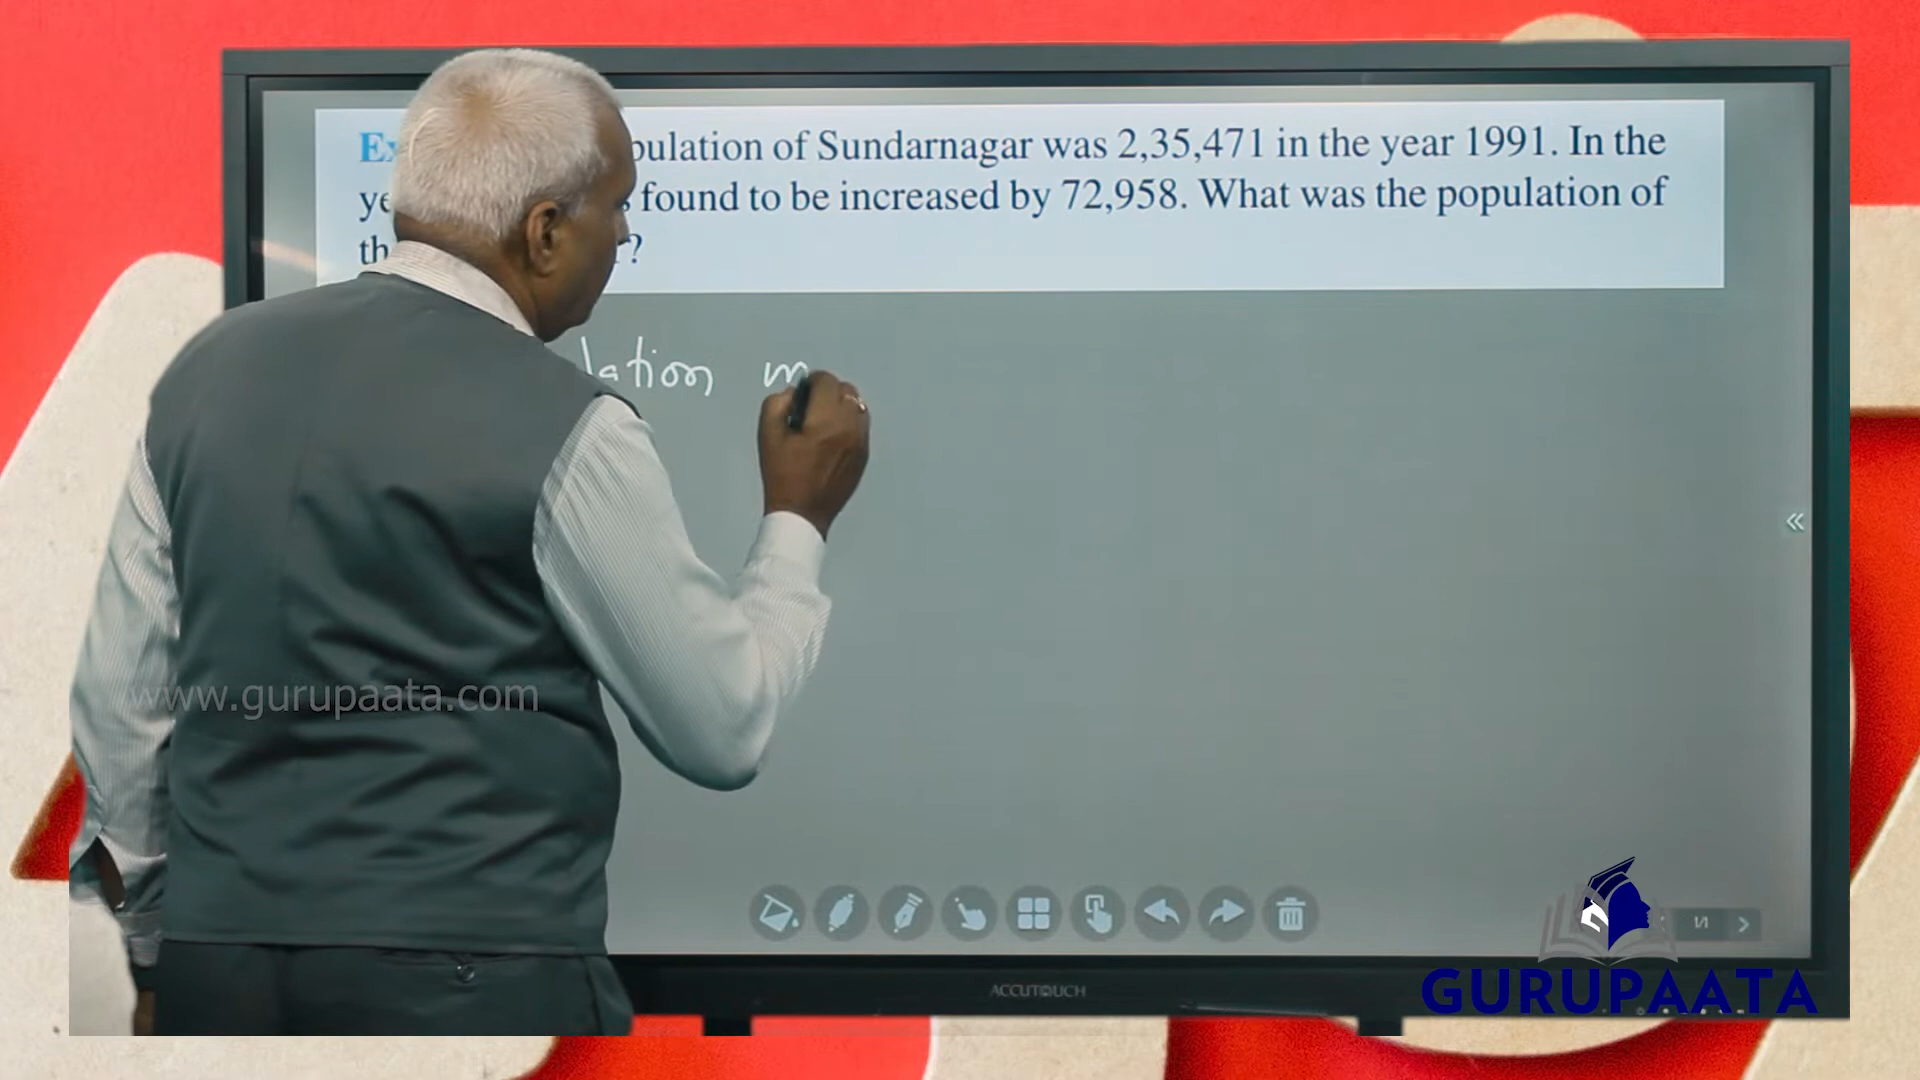 pulation of Sundarnagar was 2,35,471 in the year 1991. In the
found to be increased by 72,958. What was the population of
?
lation
www.gurupaata.com
ACCUTOUCH
GURUPAATA